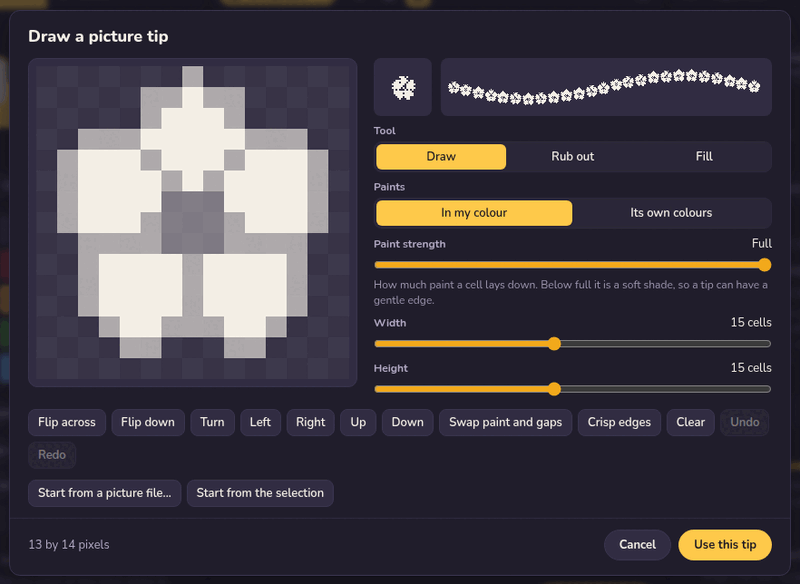 Draw a picture tip
Tool
Draw Rub out Fill
Paints
In my colour Its own colours
Paint strength Full
How much paint a cell lays down. Below full it is a soft shade, so a tip can have a
gentle edge.
Width 15 cells
Height 15 cells
Flip across Flip down Turn Left Right Up Down Swap paint and gaps Crisp edges Clear Undo
Redo
Start from a picture file... Start from the selection
13 by 14 pixels Cancel Use this tip